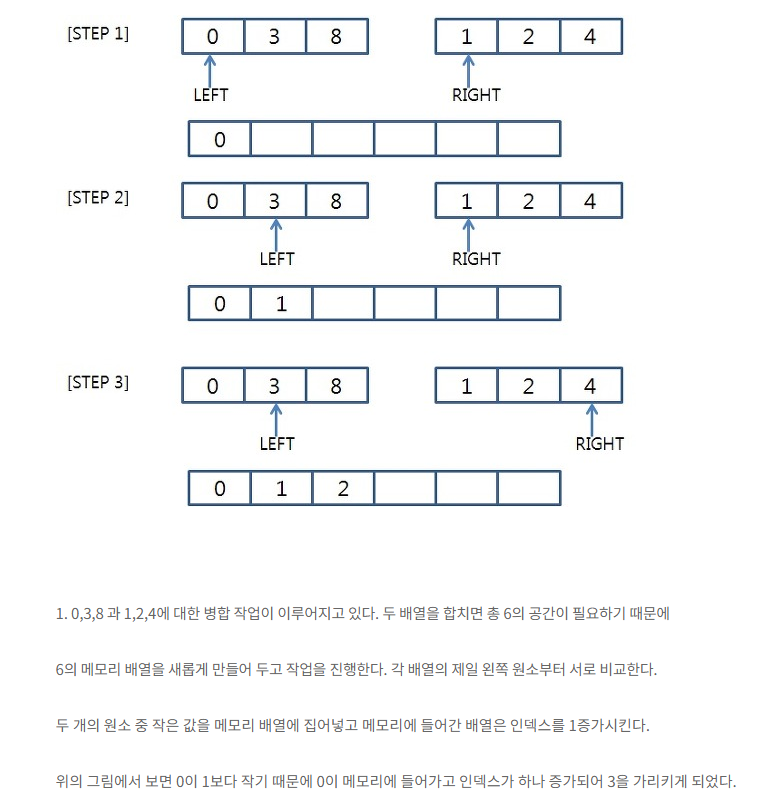 [STEP 1] 0 3 8 1 2 4
LEFT RIGHT
0
[STEP 2] 0 3 8 1 2 4
LEFT RIGHT
0 1
[STEP 3] 0 3 8 1 2 4
LEFT RIGHT
0 1 2
1. 0,3,8 과 1,2,4에 대한 병합 작업이 이루어지고 있다. 두 배열을 합치면 총 6의 공간이 필요하기 때문에
6의 메모리 배열을 새롭게 만들어 두고 작업을 진행한다. 각 배열의 제일 왼쪽 원소부터 서로 비교한다.
두 개의 원소 중 작은 값을 메모리 배열에 집어넣고 메모리에 들어간 배열은 인덱스를 1증가시킨다.
위의 그림에서 보면 0이 1보다 작기 때문에 0이 메모리에 들어가고 인덱스가 하나 증가되어 3을 가리키게 되었다.